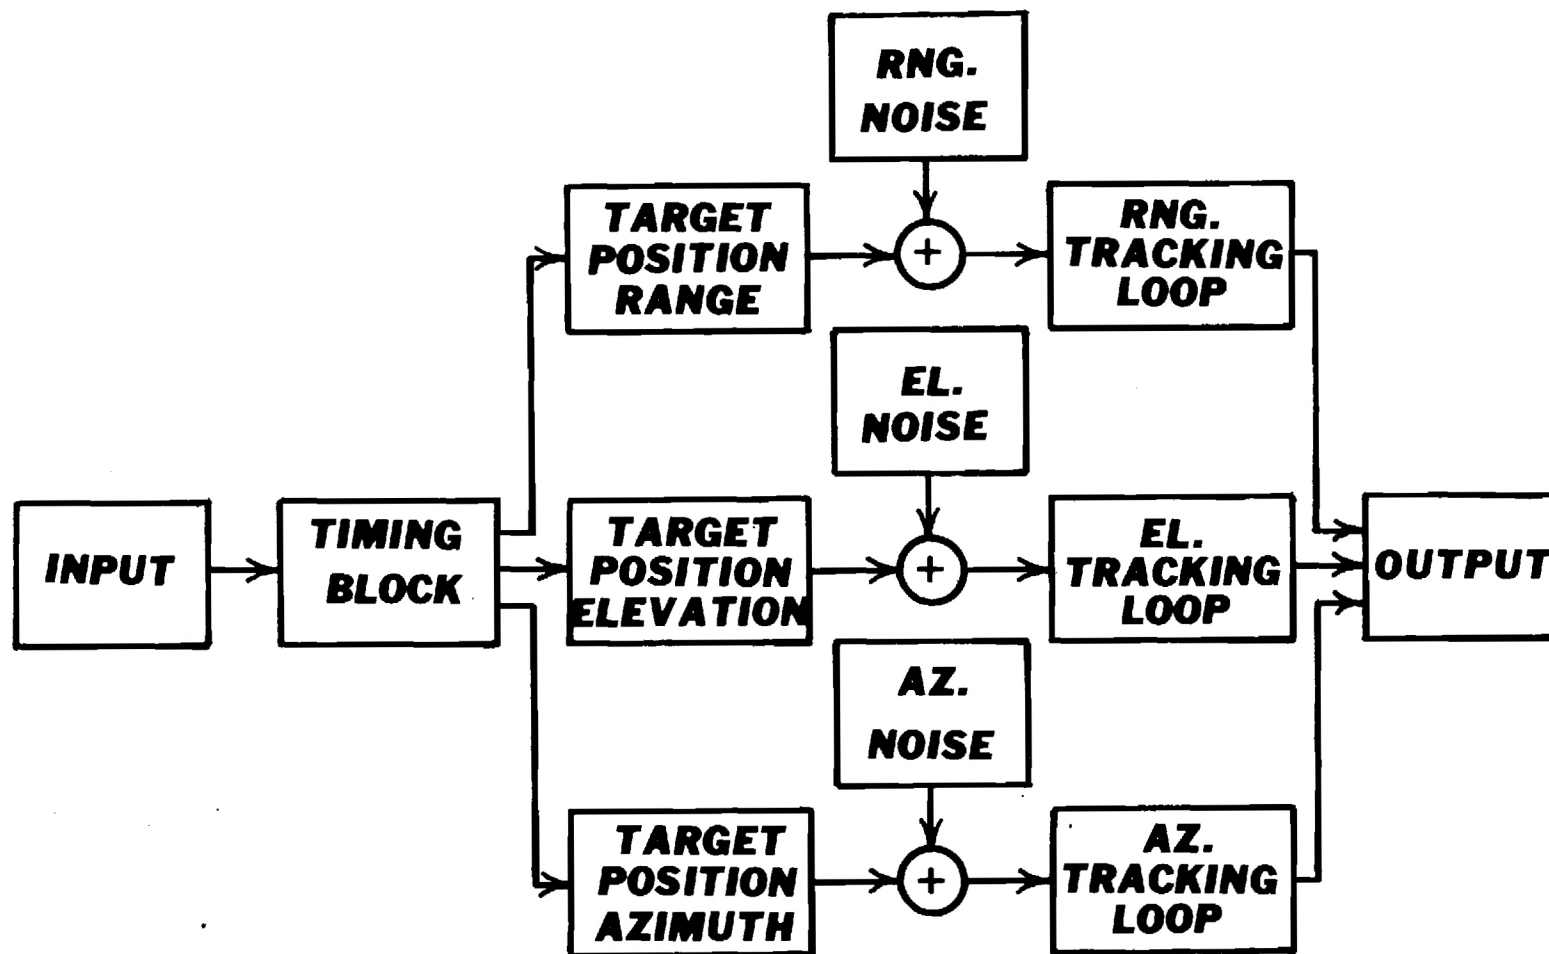 RNG.
NOISE
TARGET
POSITION
RANGE
+
RNG.
TRACKING
LOOP
EL.
NOISE
INPUT
TIMING
BLOCK
TARGET
POSITION
ELEVATION
+
EL.
TRACKING
LOOP
OUTPUT
AZ.
NOISE
TARGET
POSITION
AZIMUTH
+
AZ.
TRACKING
LOOP